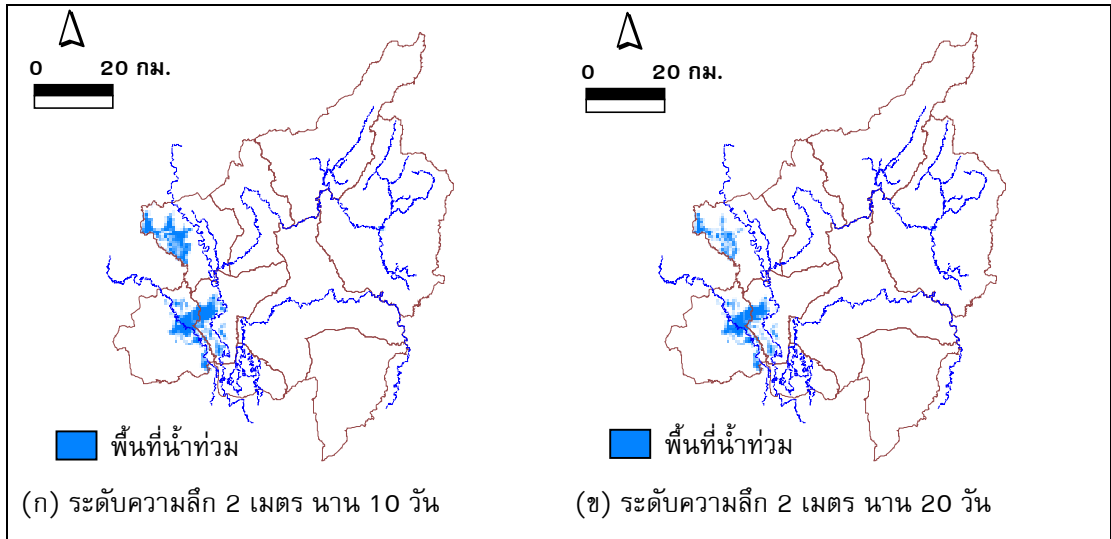 0 20 กม.
พื้นที่น้ำท่วม
(ก) ระดับความลึก 2 เมตร นาน 10 วัน
0 20 กม.
พื้นที่น้ำท่วม
(ข) ระดับความลึก 2 เมตร นาน 20 วัน